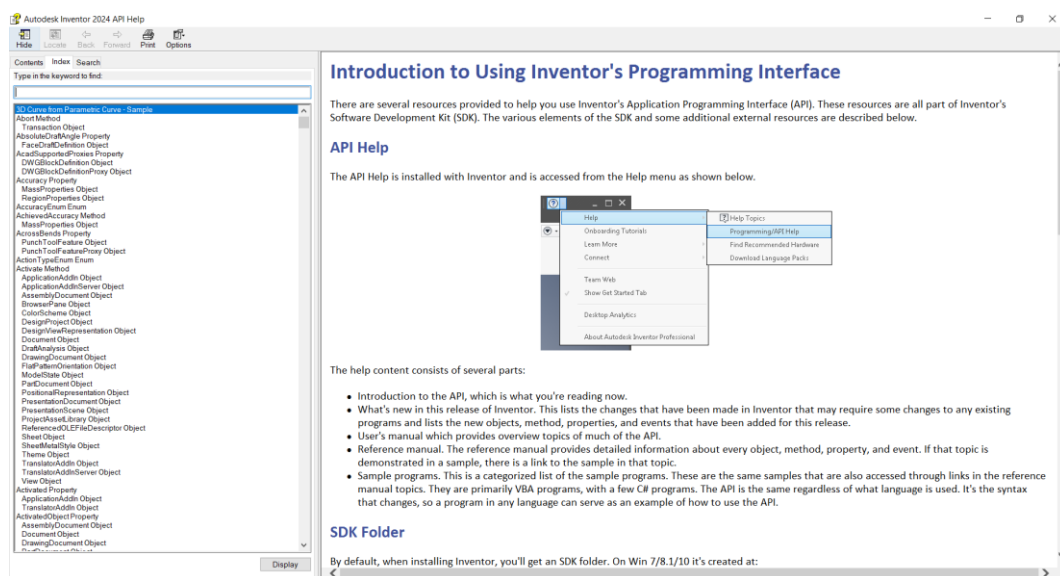 Autodesk Inventor 2024 API Help
Hide Locate Back Forward Print Options
Contents Index Search
Type in the keyword to find:
3D Curve from Parametric Curve - Sample
Abort Method
Transaction Object
AbsoluteDraftAngle Property
FaceDraftDefinition Object
AcadSupportedProxies Property
DWGBlockDefinition Object
DWGBlockDefinitionProxy Object
Accuracy Property
MassProperties Object
RegionProperties Object
AccuracyEnum Enum
AchievedAccuracy Method
MassProperties Object
AcrossBends Property
PunchToolFeature Object
PunchToolFeatureProxy Object
ActionTypeEnum Enum
Activate Method
ApplicationAddIn Object
ApplicationAddInServer Object
AssemblyDocument Object
BrowserPane Object
ColorScheme Object
DesignProject Object
DesignViewRepresentation Object
Document Object
DraftAnalysis Object
DrawingDocument Object
FlatPatternOrientation Object
ModelState Object
PartDocument Object
PositionalRepresentation Object
PresentationDocument Object
PresentationScene Object
ProjectAssetLibrary Object
ReferencedOLEFileDescriptor Object
Sheet Object
SheetMetalStyle Object
Theme Object
TranslatorAddIn Object
TranslatorAddInServer Object
View Object
Activated Property
ApplicationAddIn Object
TranslatorAddIn Object
ActivatedObject Property
AssemblyDocument Object
Document Object
DrawingDocument Object
Display
Introduction to Using Inventor's Programming Interface
There are several resources provided to help you use Inventor's Application Programming Interface (API). These resources are all part of Inventor's
Software Development Kit (SDK). The various elements of the SDK and some additional external resources are described below.
API Help
The API Help is installed with Inventor and is accessed from the Help menu as shown below.
Help
Onboarding Tutorials
Learn More
Connect
Team Web
Show Get Started Tab
Desktop Analytics
About Autodesk Inventor Professional
Help Topics
Programming/API Help
Find Recommended Hardware
Download Language Packs
The help content consists of several parts:
• Introduction to the API, which is what you're reading now.
• What's new in this release of Inventor. This lists the changes that have been made in Inventor that may require some changes to any existing
programs and lists the new objects, method, properties, and events that have been added for this release.
• User's manual which provides overview topics of much of the API.
• Reference manual. The reference manual provides detailed information about every object, method, property, and event. If that topic is
demonstrated in a sample, there is a link to the sample in that topic.
• Sample programs. This is a categorized list of the sample programs. These are the same samples that are also accessed through links in the reference
manual topics. They are primarily VBA programs, with a few C# programs. The API is the same regardless of what language is used. It's the syntax
that changes, so a program in any language can serve as an example of how to use the API.
SDK Folder
By default, when installing Inventor, you'll get an SDK folder. On Win 7/8.1/10 it's created at: